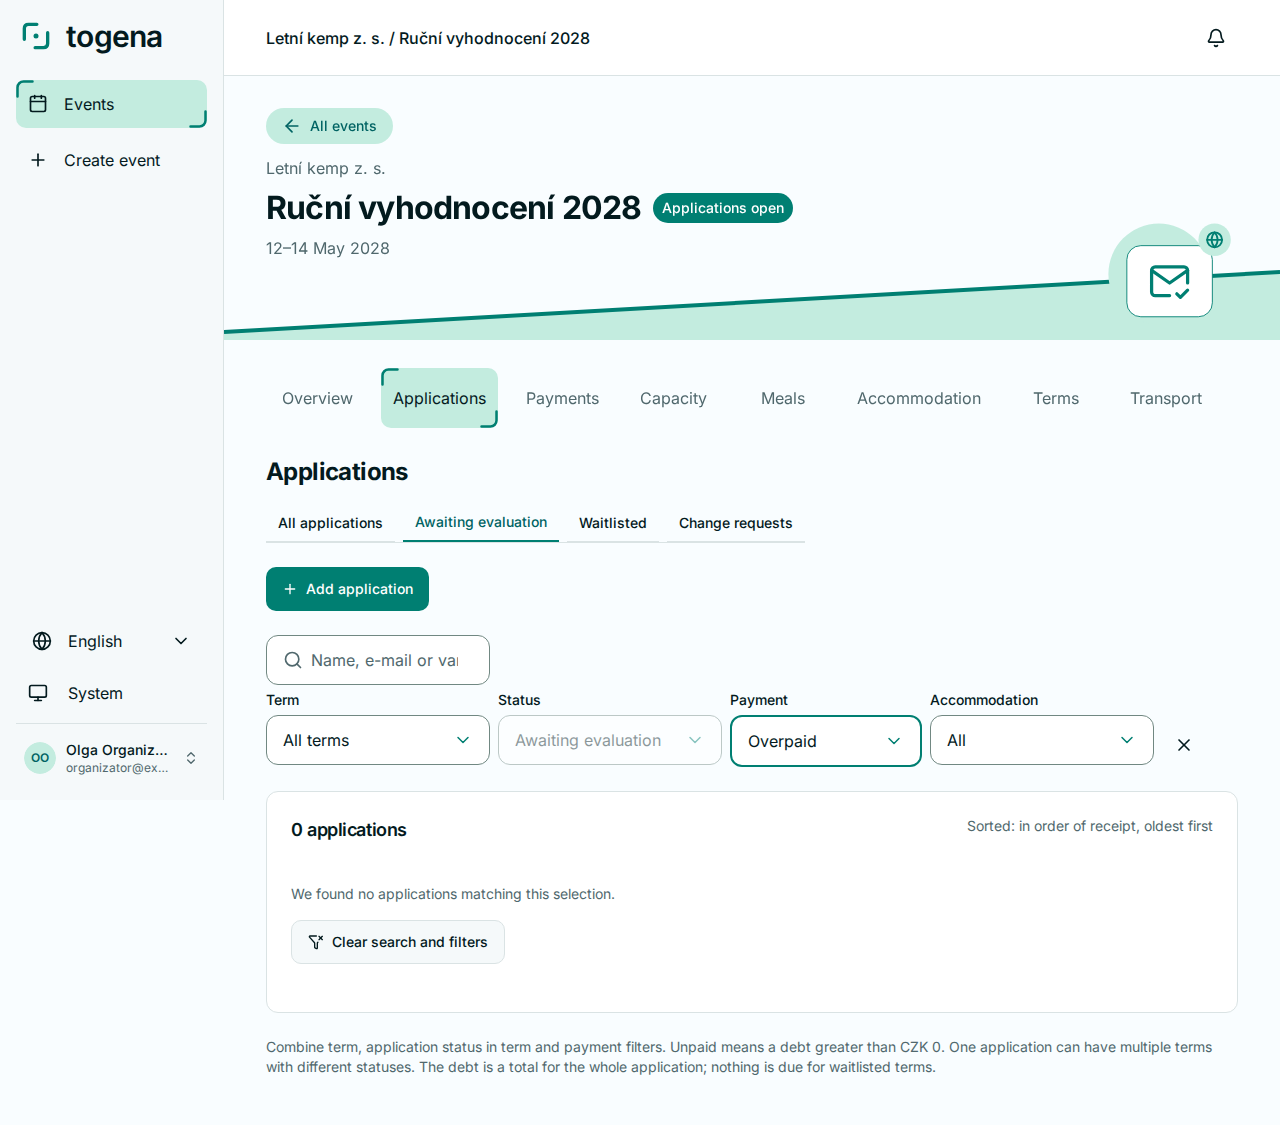 togena
Letní kemp z. s. / Ruční vyhodnocení 2028
Events
Create event
All events
Letní kemp z. s.
Ruční vyhodnocení 2028
Applications open
12–14 May 2028
Overview
Applications
Payments
Capacity
Meals
Accommodation
Terms
Transport
Applications
All applications
Awaiting evaluation
Waitlisted
Change requests
Add application
Name, e-mail or var
Term
Status
Payment
Accommodation
All terms
Awaiting evaluation
Overpaid
All
0 applications
Sorted: in order of receipt, oldest first
We found no applications matching this selection.
Clear search and filters
Combine term, application status in term and payment filters. Unpaid means a debt greater than CZK 0. One application can have multiple terms
with different statuses. The debt is a total for the whole application; nothing is due for waitlisted terms.
English
System
OO
Olga Organiz...
organizator@ex...